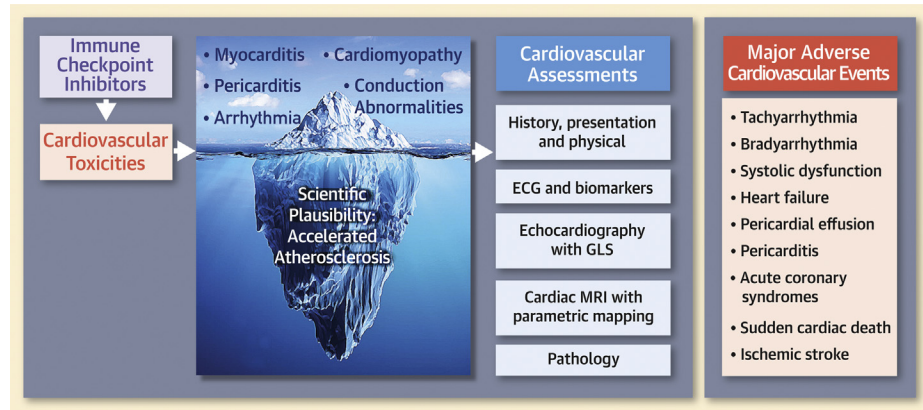 Immune
Checkpoint
Inhibitors
Cardiovascular
Toxicities
• Myocarditis
• Pericarditis
• Arrhythmia
• Cardiomyopathy
• Conduction
Abnormalities
Scientific
Plausibility:
Accelerated
Atherosclerosis
Cardiovascular
Assessments
History, presentation
and physical
ECG and biomarkers
Echocardiography
with GLS
Cardiac MRI with
parametric mapping
Pathology
Major Adverse
Cardiovascular Events
• Tachyarrhythmia
• Bradyarrhythmia
• Systolic dysfunction
• Heart failure
• Pericardial effusion
• Pericarditis
• Acute coronary
syndromes
• Sudden cardiac death
• Ischemic stroke